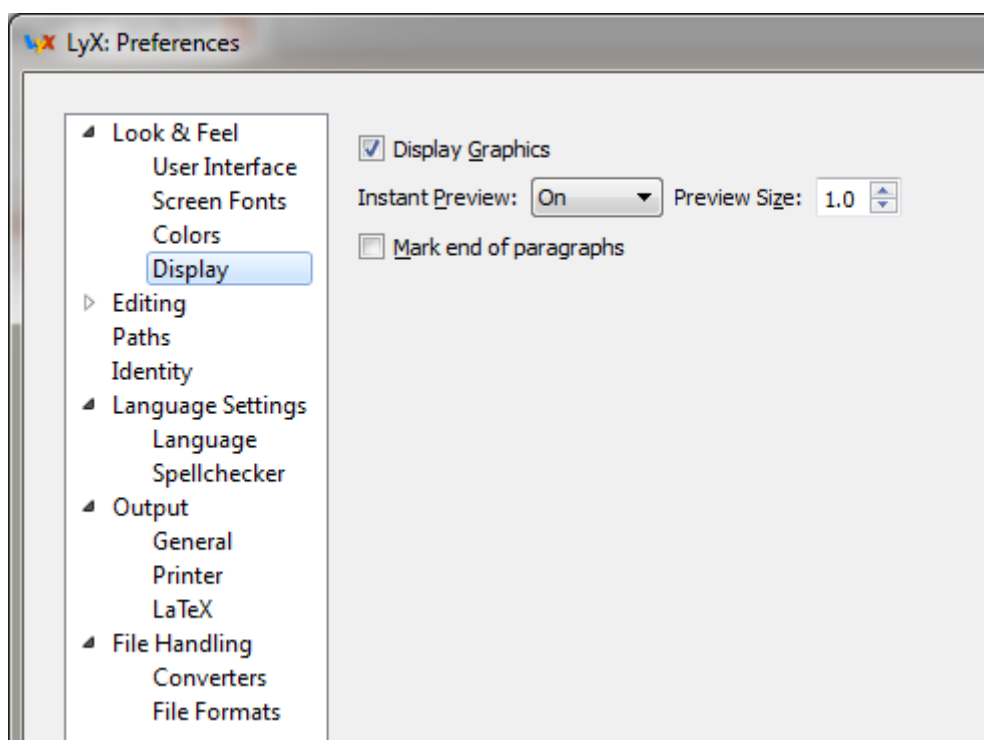 LyX: Preferences
Look & Feel
User Interface
Screen Fonts
Colors
Display
Editing
Paths
Identity
Language Settings
Language
Spellchecker
Output
General
Printer
LaTeX
File Handling
Converters
File Formats
Display Graphics
Instant Preview: On Preview Size: 1.0
Mark end of paragraphs